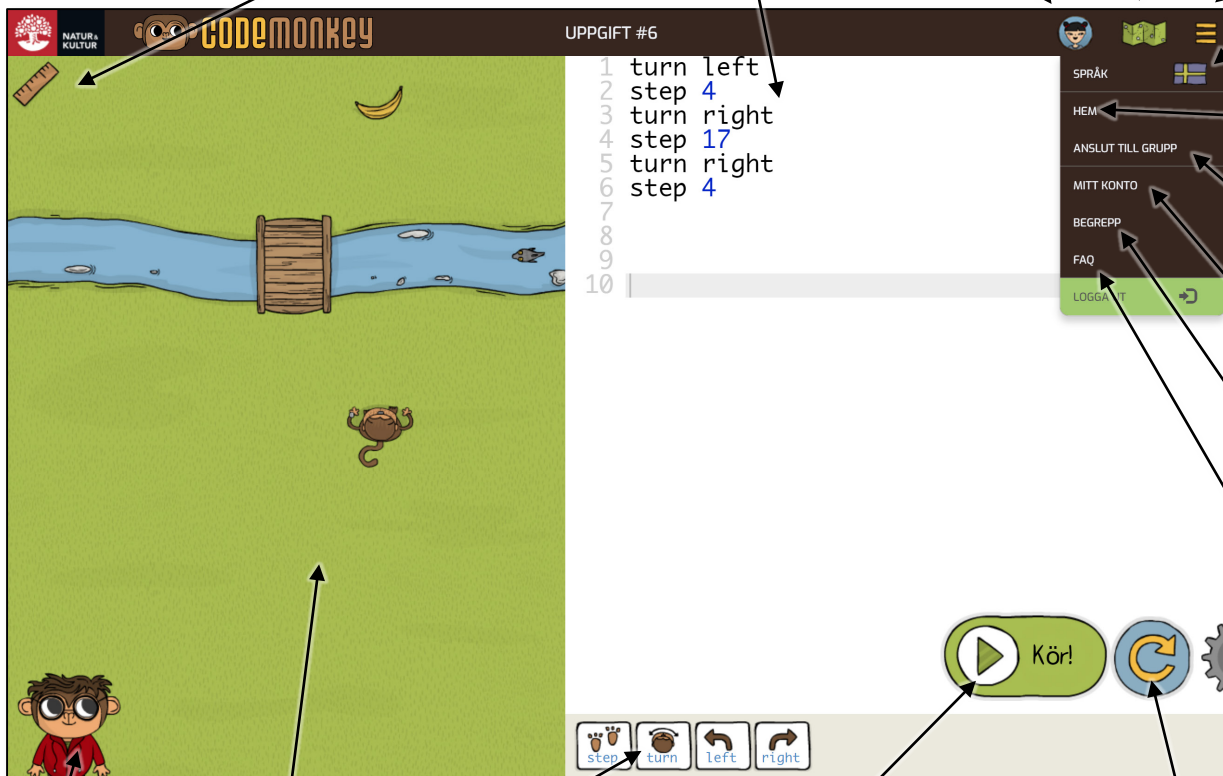 NATUR &
KULTUR
CODEMONKEY
UPPGIFT #6
1 turn left
2 step 4
3 turn right
4 step 17
5 turn right
6 step 4
7
8
9
10
SPRÅK
HEM
ANSLUT TILL GRUPP
MITT KONTO
BEGREPP
FAQ
LOGGA UT
Kör!
step
turn
left
right